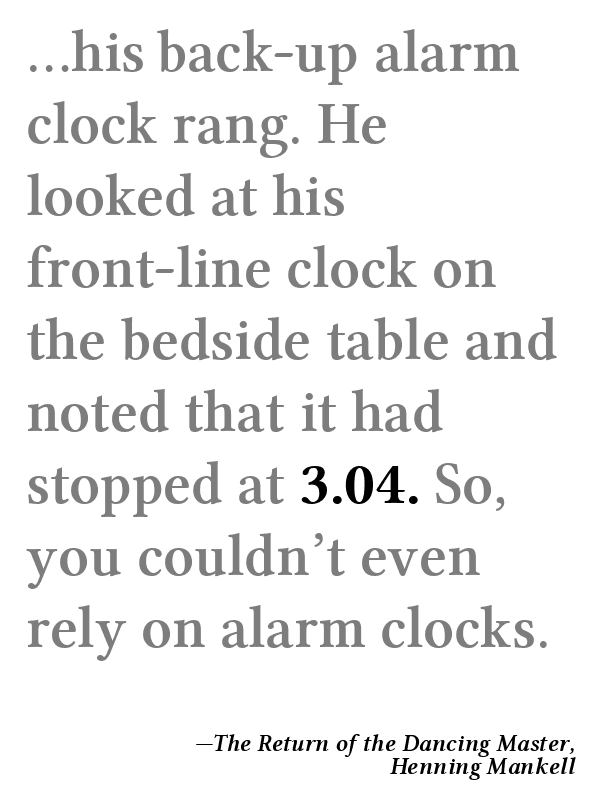 …his back-up alarm
clock rang. He
looked at his
front-line clock on
the bedside table and
noted that it had
stopped at 3.04. So,
you couldn’t even
rely on alarm clocks.
—The Return of the Dancing Master,
Henning Mankell